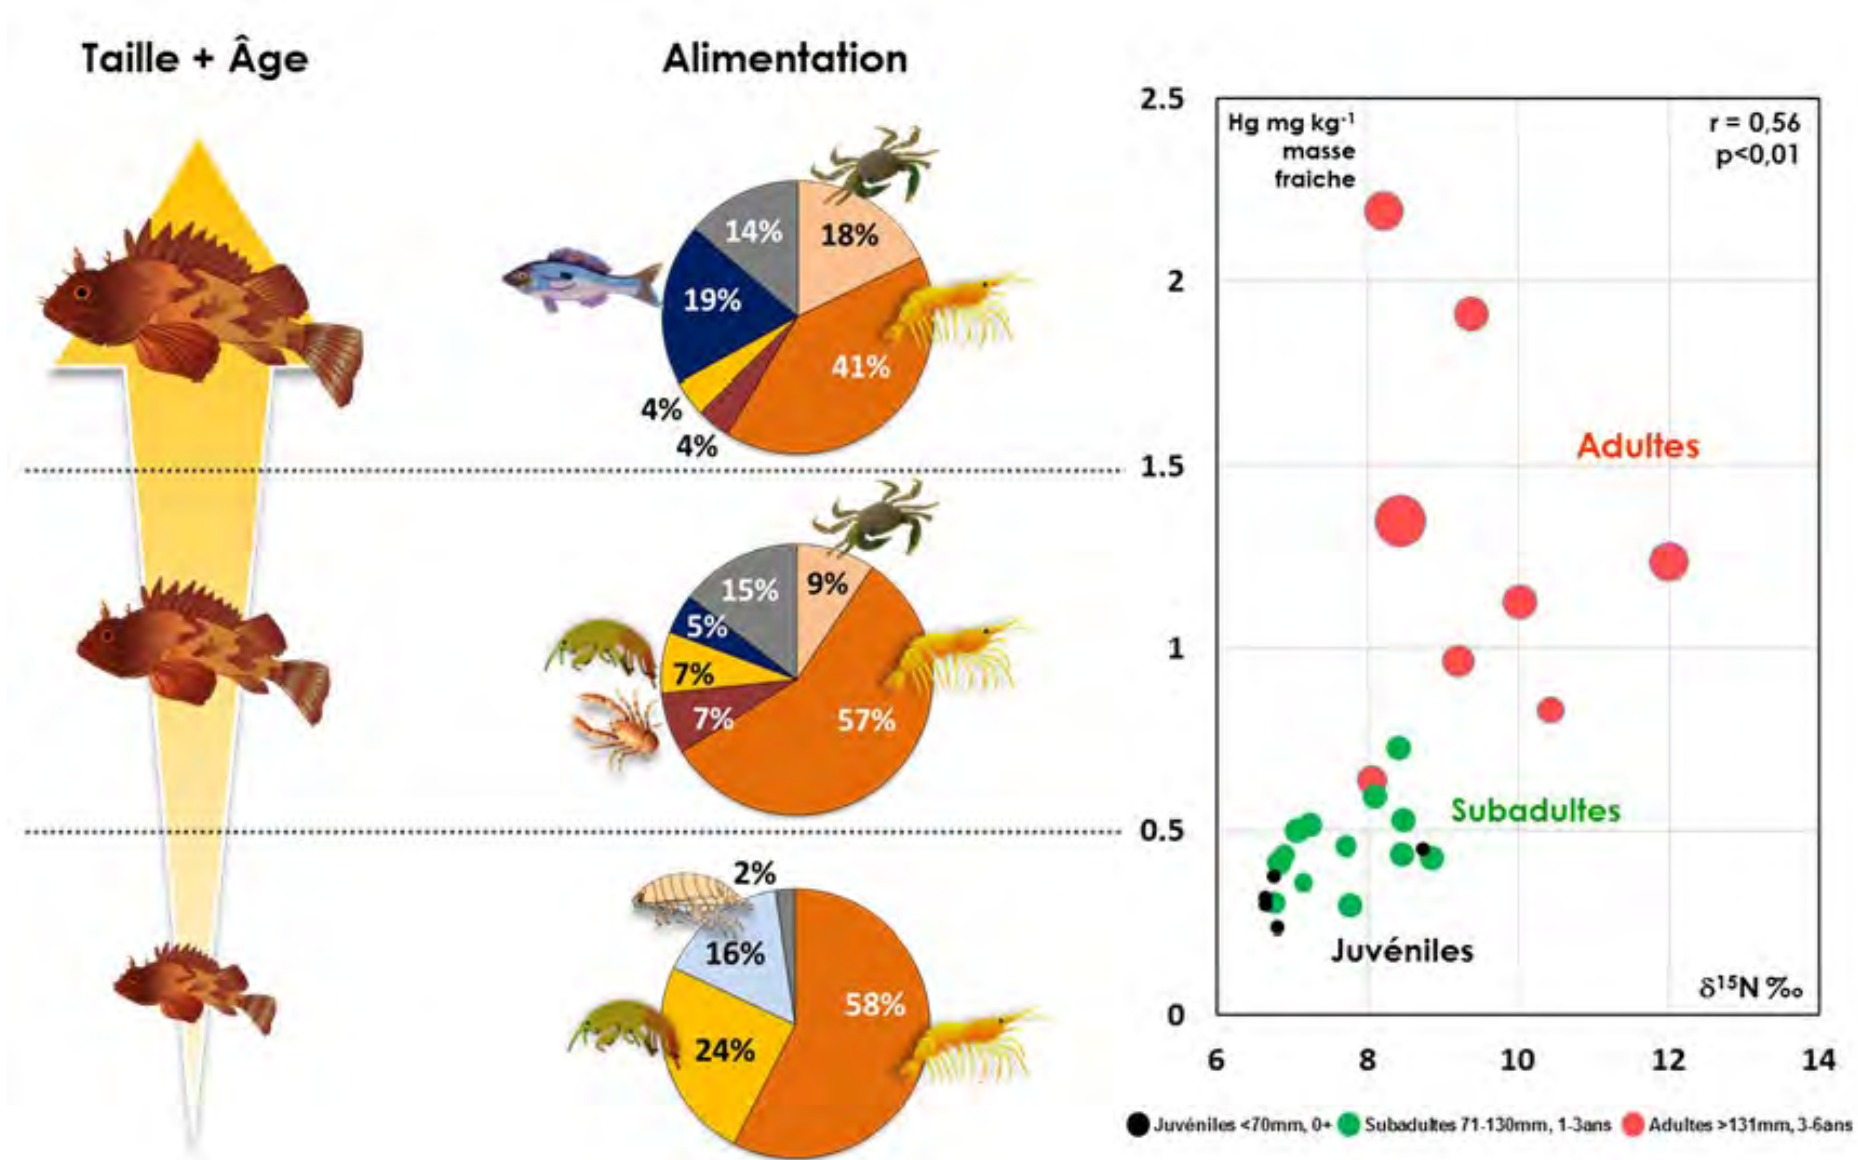 Taille + Âge
Alimentation
14%
18%
19%
41%
4%
4%
15%
9%
5%
7%
7%
57%
2%
16%
58%
24%
2.5
2
1.5
1
0.5
0
Hg mg kg-1
masse
fraiche
r = 0,56
p<0,01
Adultes
Subadultes
Juvéniles
δ15N ‰
6 8 10 12 14
Juvéniles <70mm, 0+ Subadultes 71-130mm, 1-3ans Adultes >131mm, 3-6ans